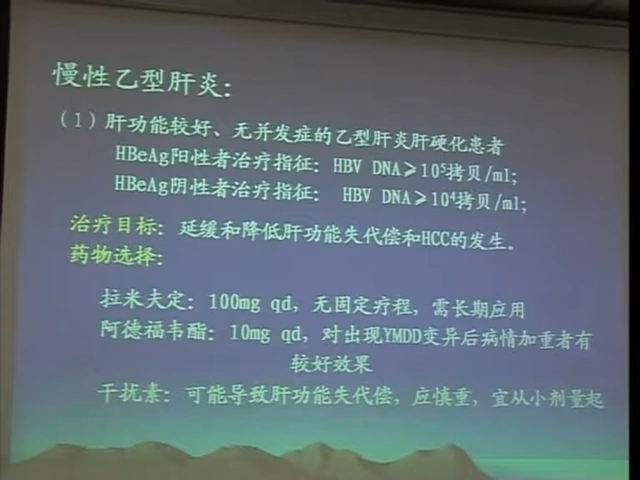 慢性乙型肝炎:
(1)肝功能较好、无并发症的乙型肝炎肝硬化患者
HBeAg阳性者治疗指征: HBV DNA≥10⁵拷贝/ml;
HBeAg阴性者治疗指征: HBV DNA≥10⁴拷贝/ml;
治疗目标: 延缓和降低肝功能失代偿和HCC的发生。
药物选择:
拉米夫定: 100mg qd, 无固定疗程, 需长期应用
阿德福韦酯: 10mg qd, 对出现YMDD变异后病情加重者有
较好效果
干扰素: 可能导致肝功能失代偿, 应慎重, 宜从小剂量起